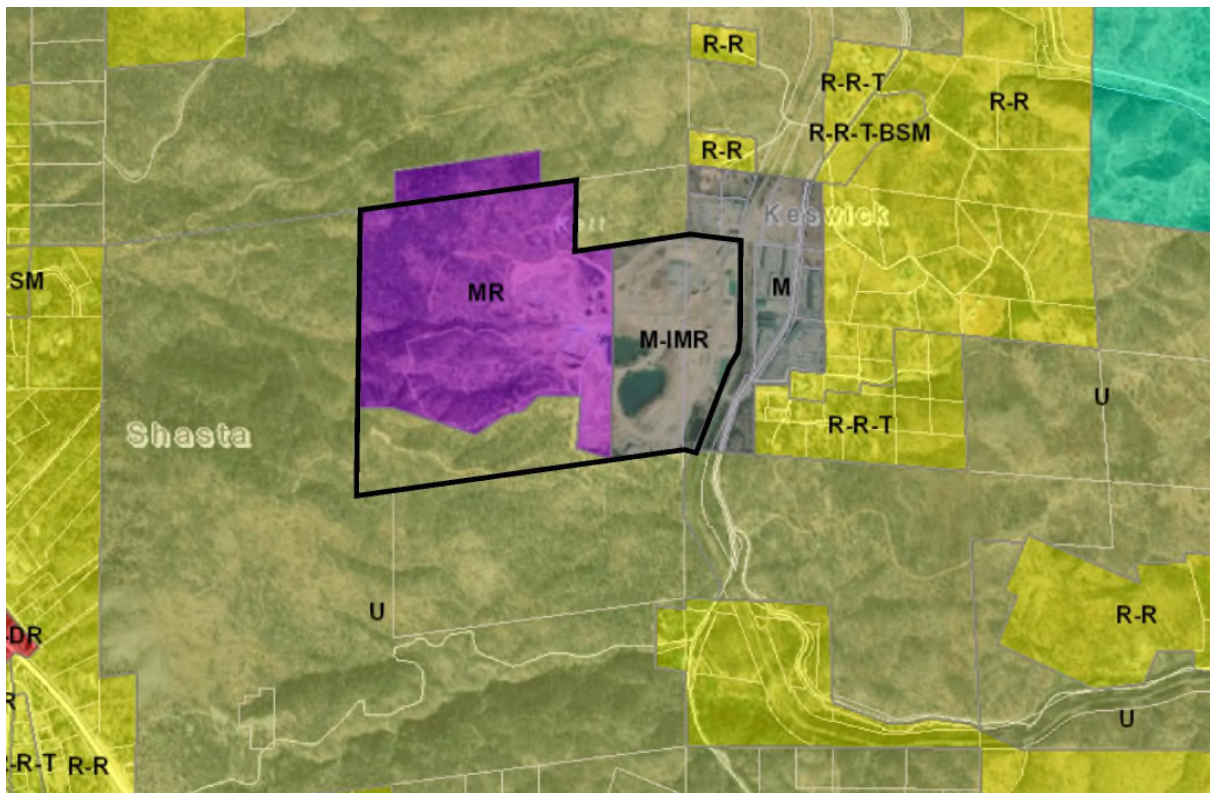 R-R
R-R-T
R-R
R-R-T-BSM
R-R
Keswick
SM
MR
M
M-IMR
U
R-R-T
Shasta
U
R-R
-DR
R
U
R-R-T
R-R